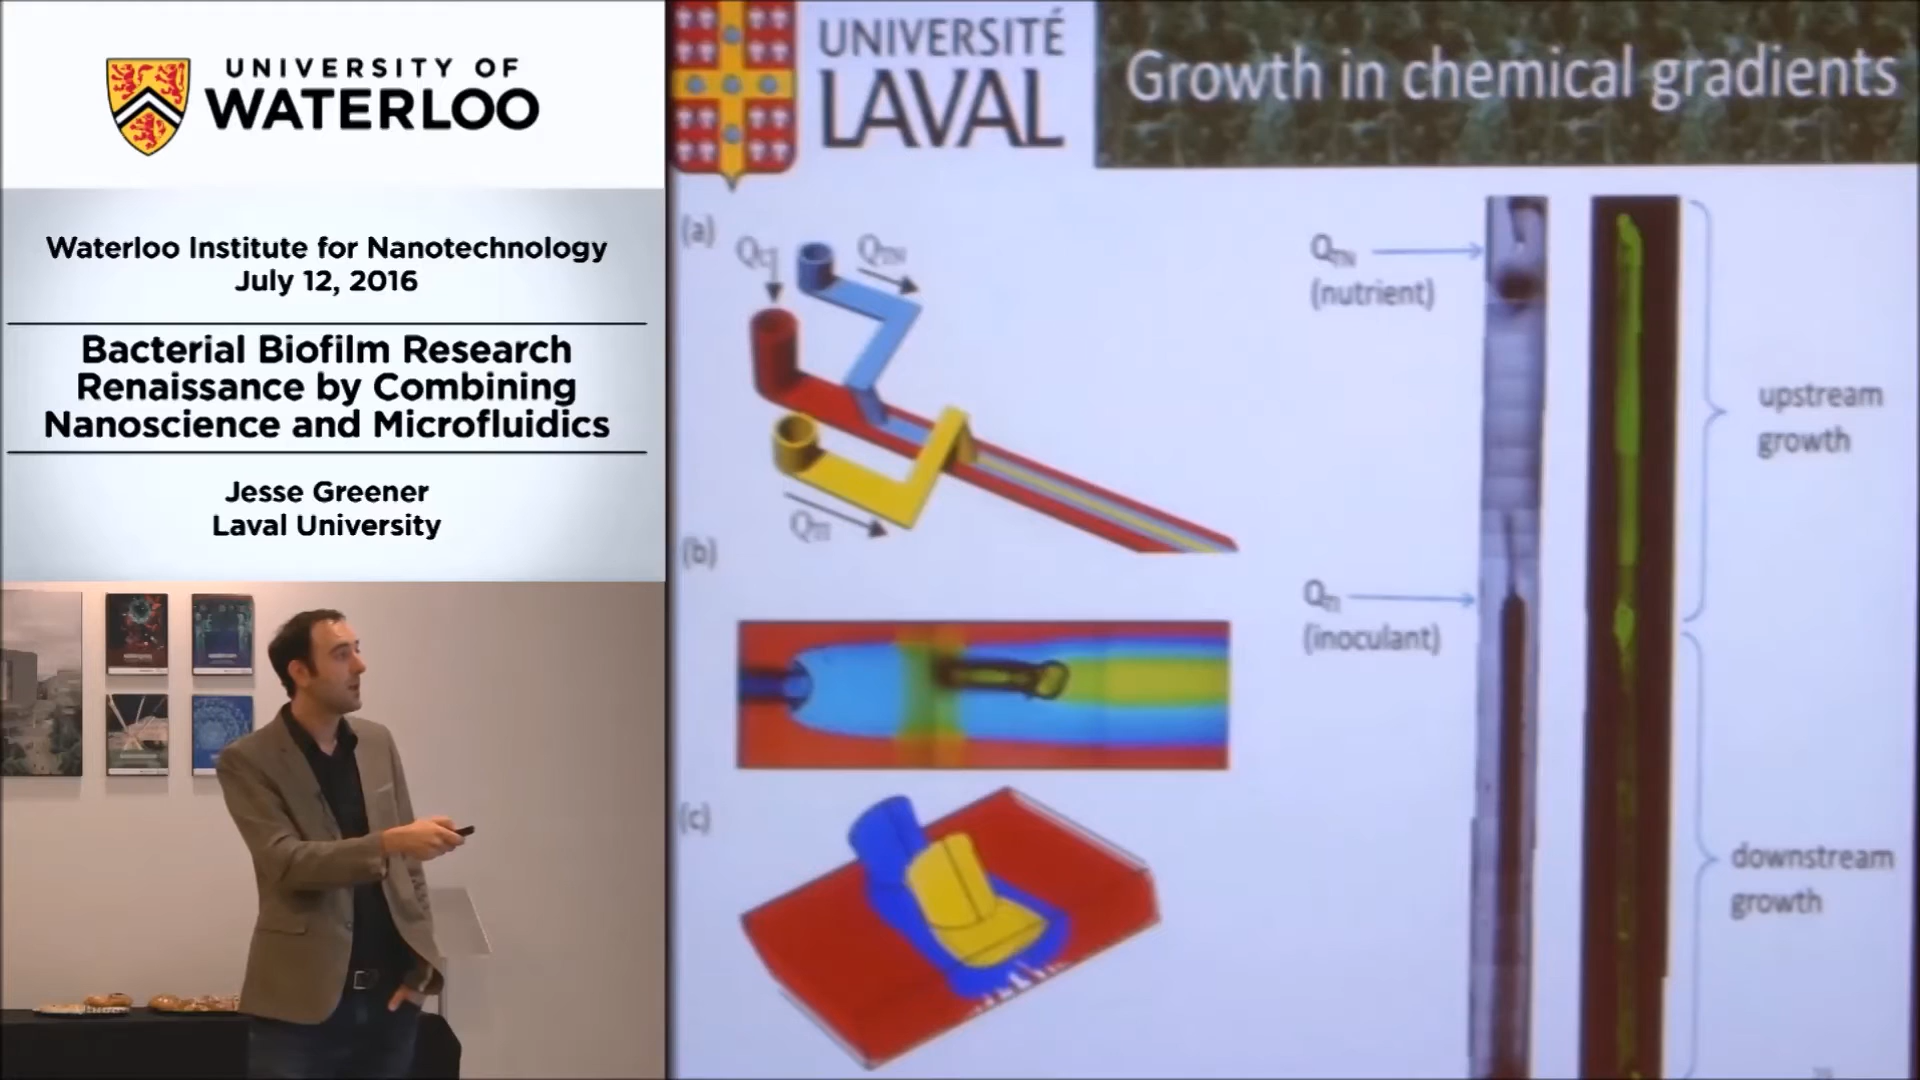 UNIVERSITY OF
WATERLOO
Waterloo Institute for Nanotechnology
July 12, 2016
Bacterial Biofilm Research
Renaissance by Combining
Nanoscience and Microfluidics
Jesse Greener
Laval University
UNIVERSITÉ
LAVAL
Growth in chemical gradients
(a)
(b)
(c)
(nutrient)
(inoculant)
upstream
growth
downstream
growth